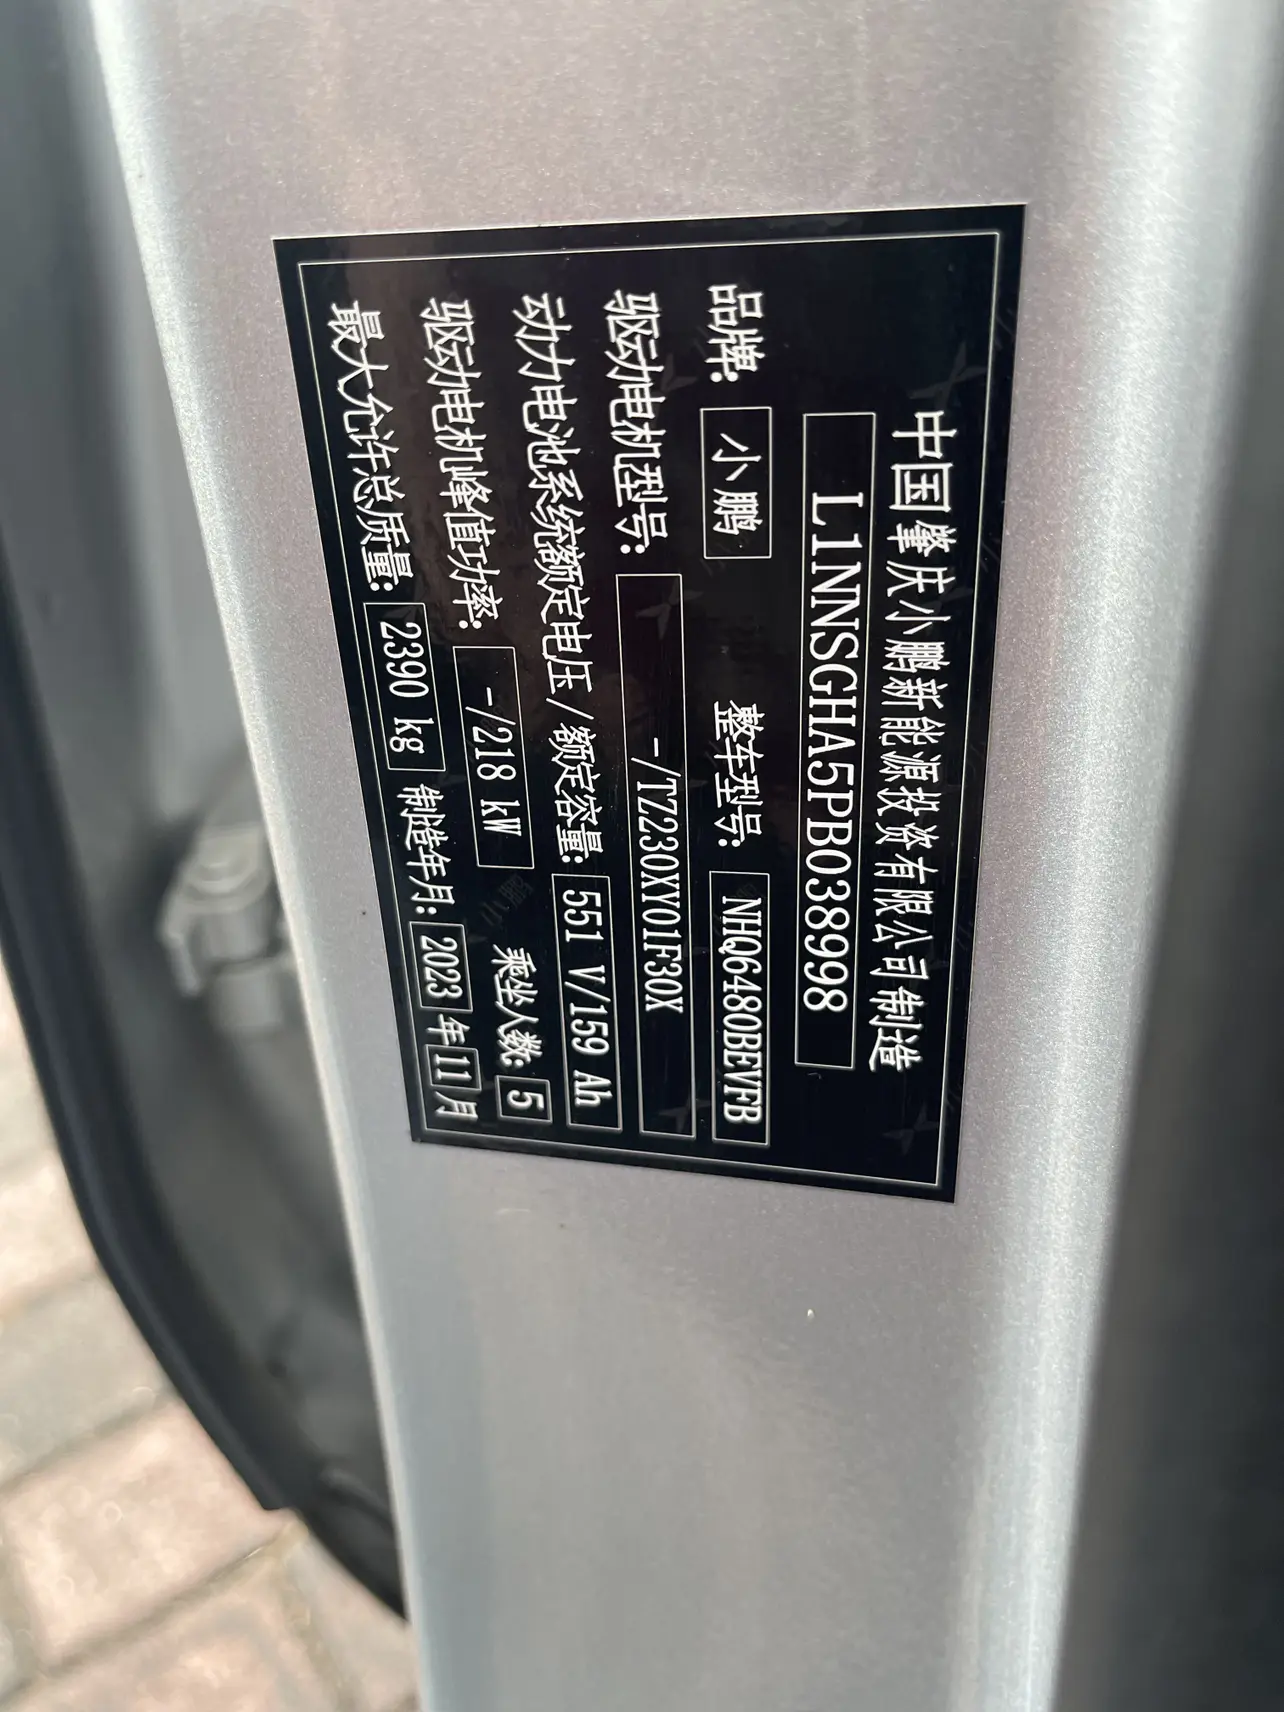 中国肇庆小鹏新能源投资有限公司制造
L1NNSGHA5PB038998
品牌: 小鹏 整车型号: NHQ6480BEVFB
驱动电机型号: -/TZ230XY01F30X
动力电池系统额定电压/额定容量: 551 V/159 Ah
驱动电机峰值功率: -/218 kW 乘坐人数: 5
最大允许总质量: 2390 kg 制造年月: 2023 年 11 月